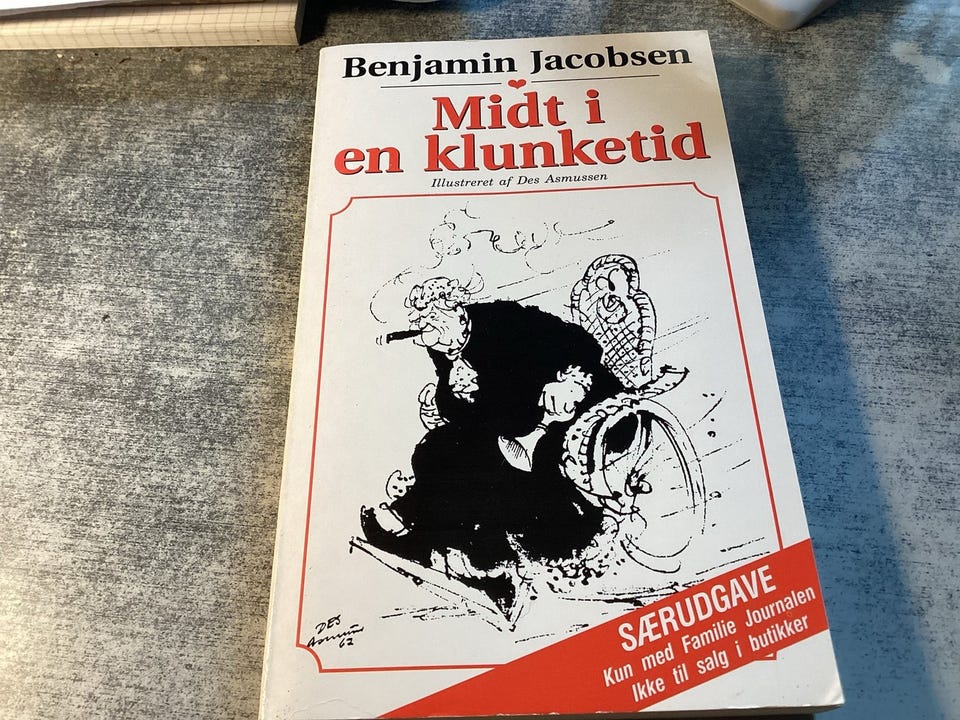 Benjamin Jacobsen
Midt i
en klunketid
Illustreret af Des Asmussen
DES
Asmussen
62
SÆRUDGAVE
Kun med Familie Journalen
Ikke til salg i butikker